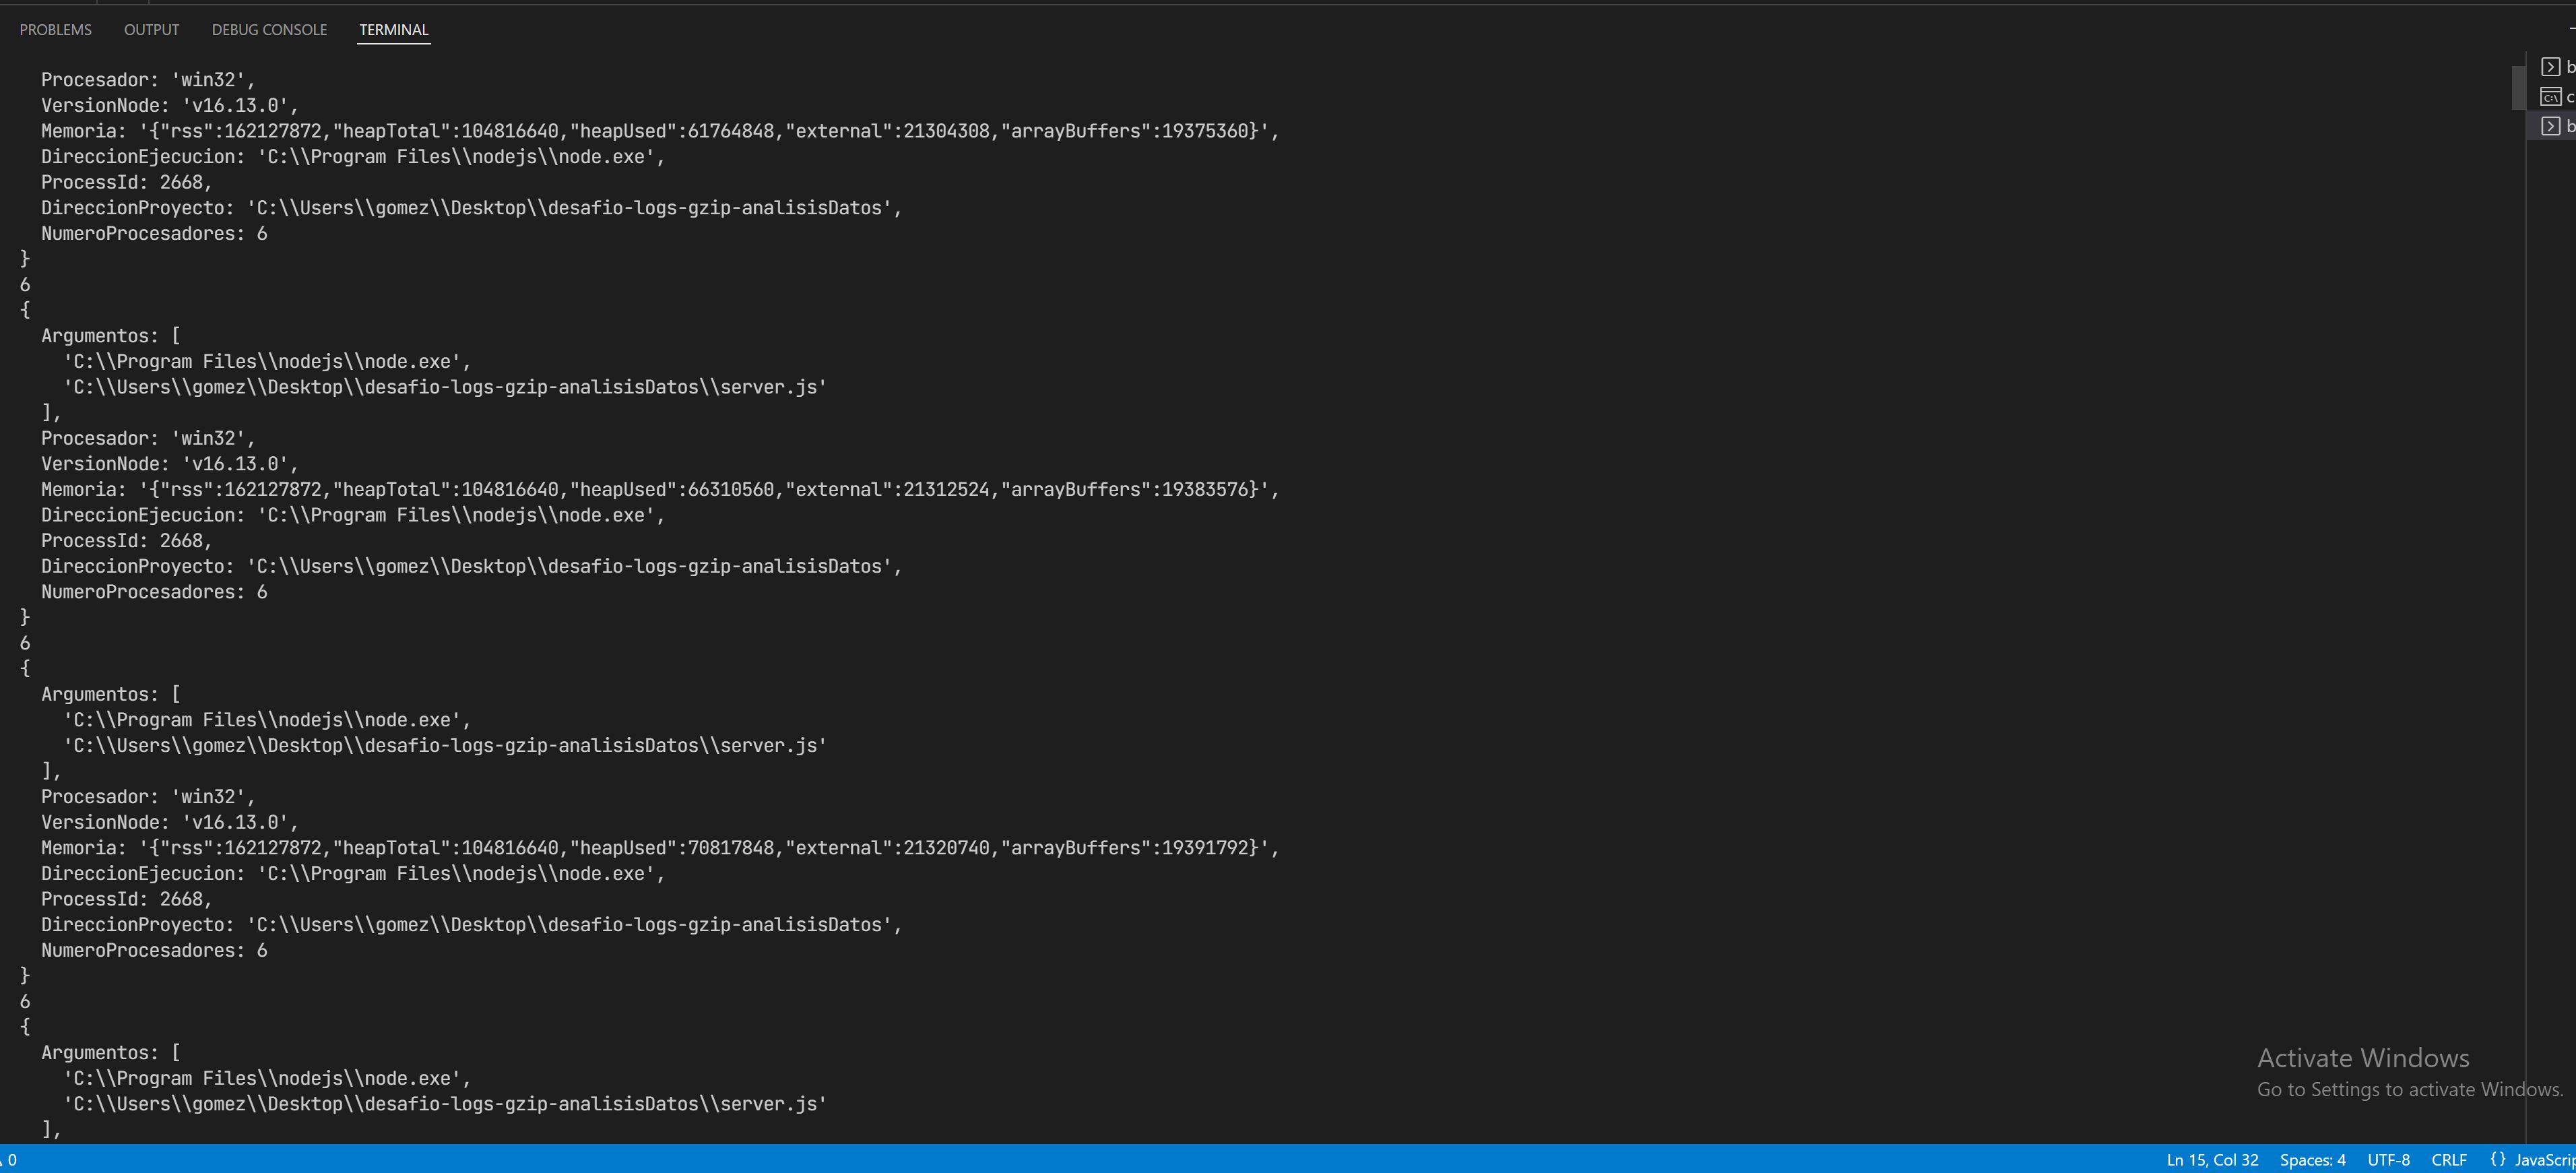 PROBLEMS OUTPUT DEBUG CONSOLE TERMINAL
Procesador: 'win32',
VersionNode: 'v16.13.0',
Memoria: '{"rss":162127872,"heapTotal":104816640,"heapUsed":61764848,"external":21304308,"arrayBuffers":19375360}',
DireccionEjecucion: 'C:\\Program Files\\nodejs\\node.exe',
ProcessId: 2668,
DireccionProyecto: 'C:\\Users\\gomez\\Desktop\\desafio-logs-gzip-analisisDatos',
NumeroProcesadores: 6
}
6
{
Argumentos: [
'C:\\Program Files\\nodejs\\node.exe',
'C:\\Users\\gomez\\Desktop\\desafio-logs-gzip-analisisDatos\\server.js'
],
Procesador: 'win32',
VersionNode: 'v16.13.0',
Memoria: '{"rss":162127872,"heapTotal":104816640,"heapUsed":66310560,"external":21312524,"arrayBuffers":19383576}',
DireccionEjecucion: 'C:\\Program Files\\nodejs\\node.exe',
ProcessId: 2668,
DireccionProyecto: 'C:\\Users\\gomez\\Desktop\\desafio-logs-gzip-analisisDatos',
NumeroProcesadores: 6
}
6
{
Argumentos: [
'C:\\Program Files\\nodejs\\node.exe',
'C:\\Users\\gomez\\Desktop\\desafio-logs-gzip-analisisDatos\\server.js'
],
Procesador: 'win32',
VersionNode: 'v16.13.0',
Memoria: '{"rss":162127872,"heapTotal":104816640,"heapUsed":70817848,"external":21320740,"arrayBuffers":19391792}',
DireccionEjecucion: 'C:\\Program Files\\nodejs\\node.exe',
ProcessId: 2668,
DireccionProyecto: 'C:\\Users\\gomez\\Desktop\\desafio-logs-gzip-analisisDatos',
NumeroProcesadores: 6
}
6
{
Argumentos: [
'C:\\Program Files\\nodejs\\node.exe',
'C:\\Users\\gomez\\Desktop\\desafio-logs-gzip-analisisDatos\\server.js'
],
Activate Windows
Go to Settings to activate Windows.
0 Ln 15, Col 32 Spaces: 4 UTF-8 CRLF {} JavaScrip